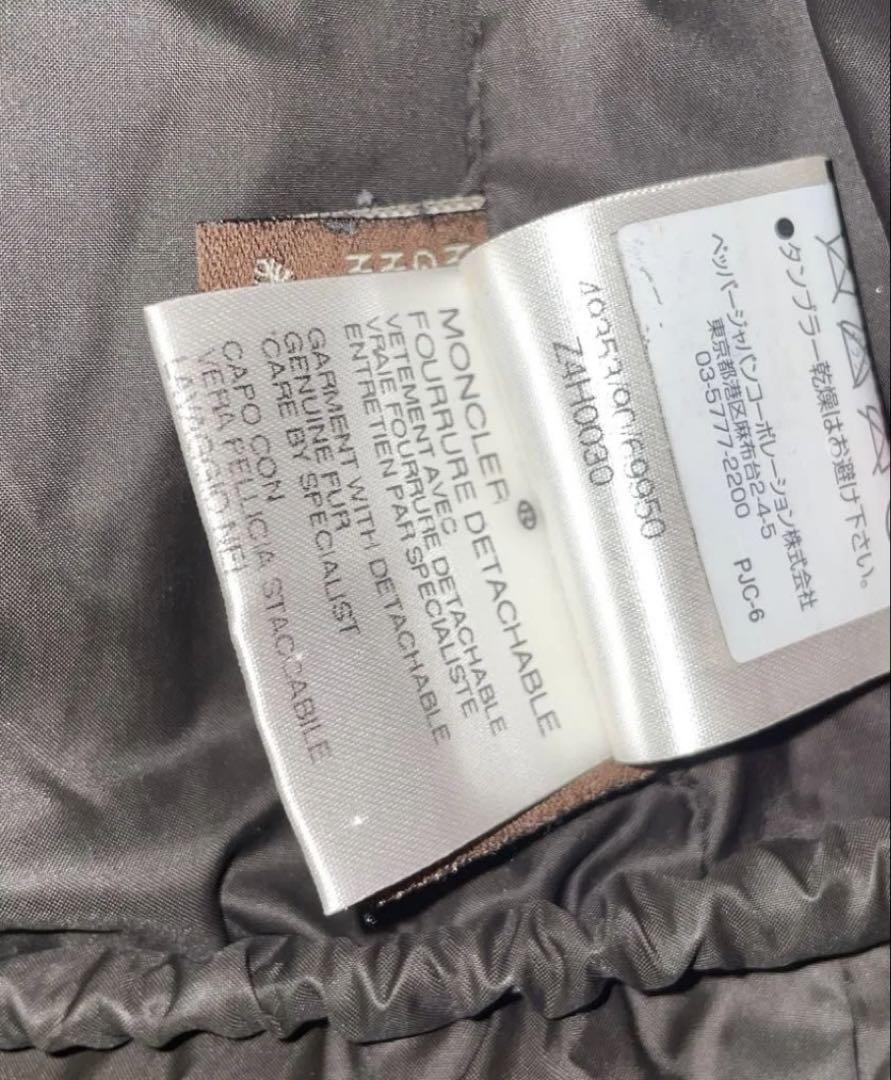 MONCLER
FOURRURE DETACHABLE
VETEMENT AVEC
VRAIE FOURRURE DETACHABLE
ENTRETIEN PAR SPECIALISTE
GARMENT WITH DETACHABLE
GENUINE FUR
CARE BY SPECIALIST
CAPO CON
VERA PELLICIA STACCABILE
LAVAGGIO NEI
Z4H0030
●タンブラー乾燥はお避け下さい。
ペッパージャパンコーポレーション株式会社
東京都港区麻布台2-4-5
03-5777-2200 PJC-6